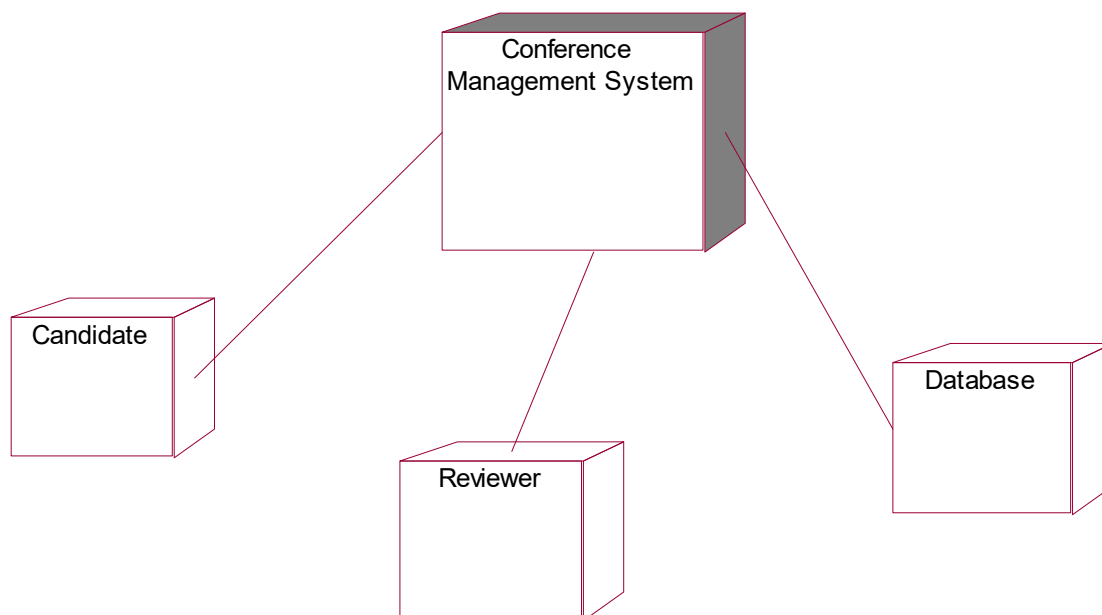 Conference
Management System
Candidate
Database
Reviewer